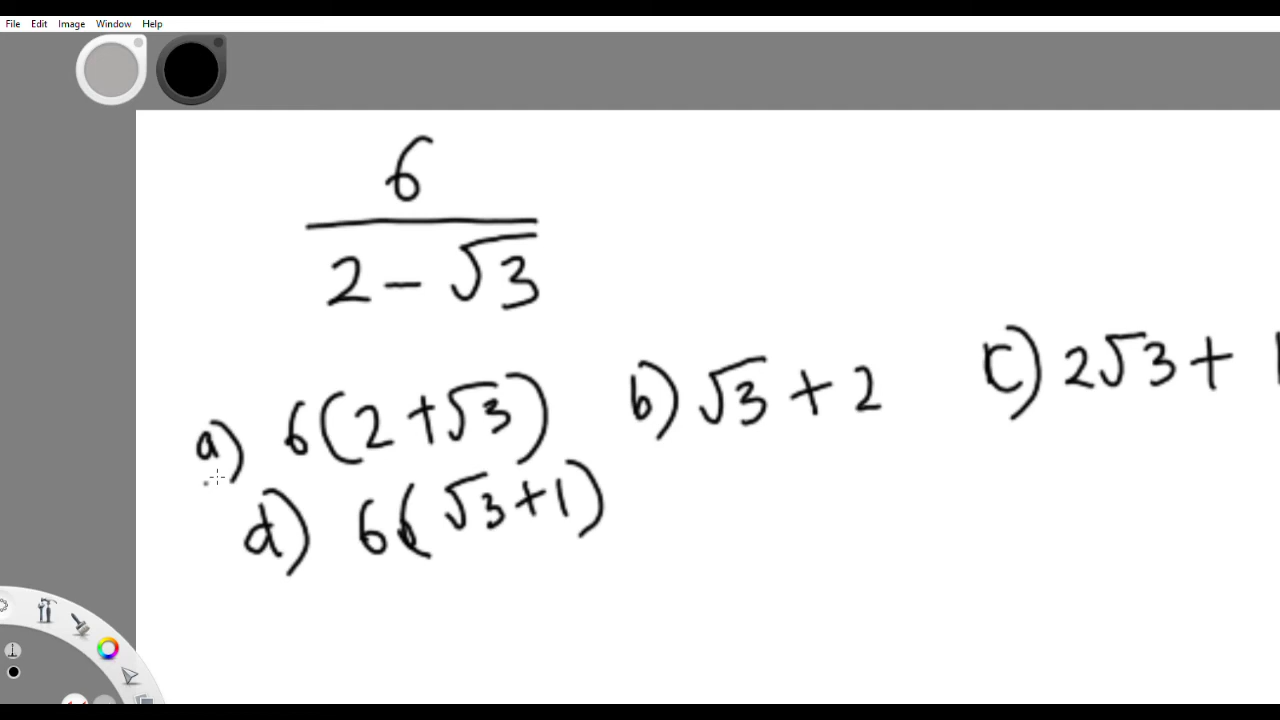 File Edit Image Window Help
6
2 - √3
a) 6(2+√3) b) √3 + 2 c) 2√3 +
d) 6(√3+1)